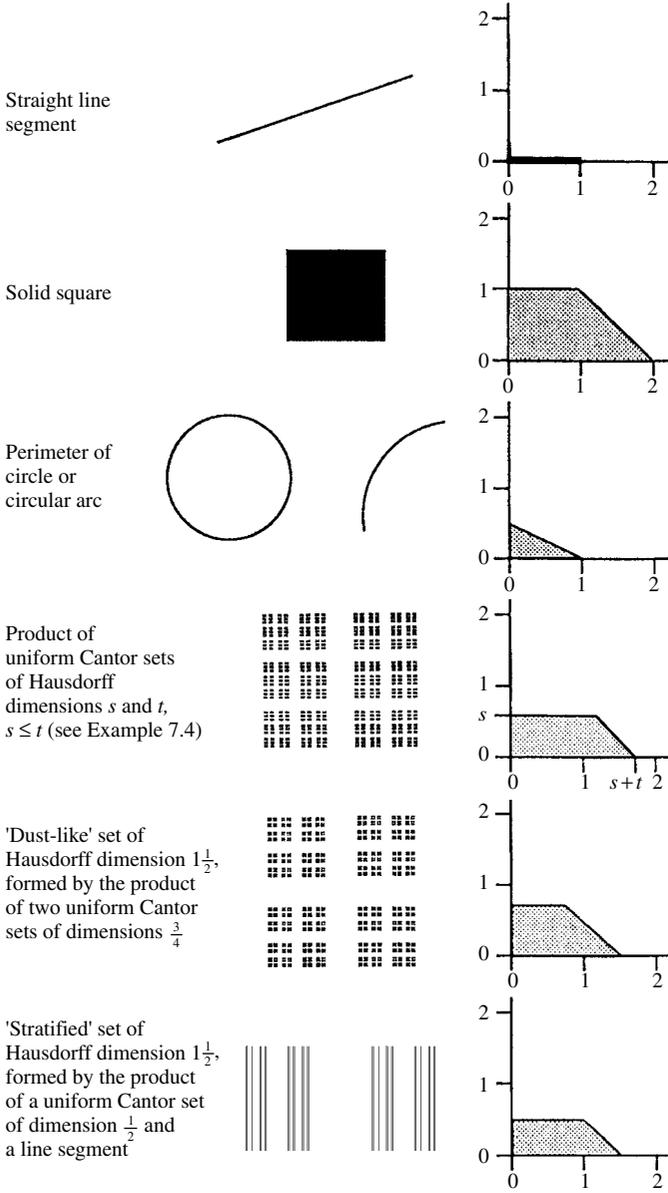 2
1
Straight line
segment
0
0 1 2
2
Solid square
1
0
0 1 2
2
Perimeter of
circle or
circular arc
1
0
0 1 2
2
Product of
uniform Cantor sets
of Hausdorff
dimensions s and t,
s ≤ t (see Example 7.4)
1
s
0
0 1 s+t 2
2
'Dust-like' set of
Hausdorff dimension 1½,
formed by the product
of two uniform Cantor
sets of dimensions ¾
1
0
0 1 2
2
'Stratified' set of
Hausdorff dimension 1½,
formed by the product
of a uniform Cantor set
of dimension ½ and
a line segment
1
0
0 1 2